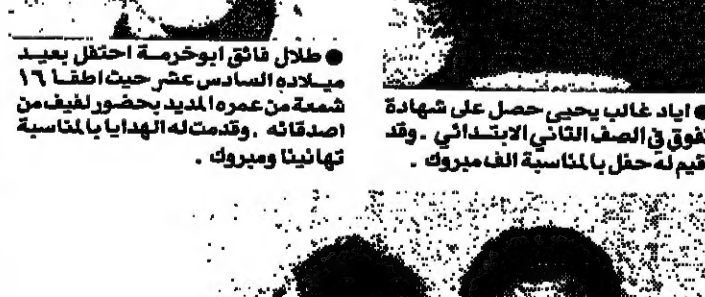 ● اياد غالب يحيى حصل على شهادة
تفوق في الصف الثاني الابتدائي . وقد
اقيم له حفل بالمناسبة الف مبروك .
● طلال فائق ابوخرمة احتفل بعيد
ميلاده السادس عشر حيث اطفأ ١٦
شمعة من عمره المديد بحضور لفيف من
اصدقائه . وقدمت له الهدايا بالمناسبة
تهانينا ومبروك .